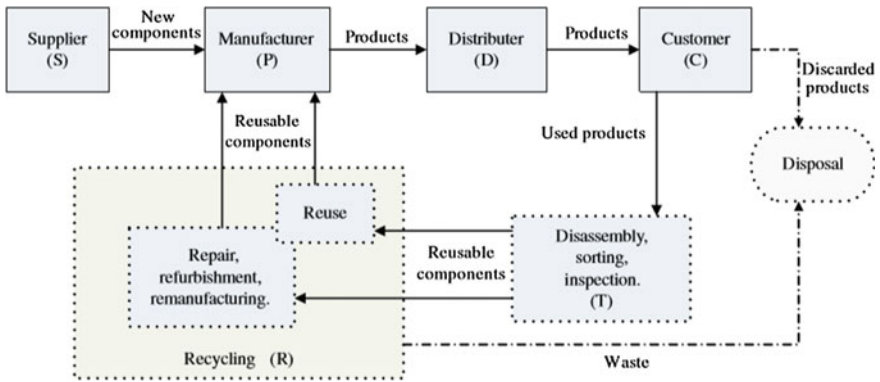 Supplier
(S)
New
components
Manufacturer
(P)
Products
Distributer
(D)
Products
Customer
(C)
Discarded
products
Reusable
components
Used products
Disposal
Reuse
Repair,
refurbishment,
remanufacturing.
Reusable
components
Disassembly,
sorting,
inspection.
(T)
Recycling (R)
Waste